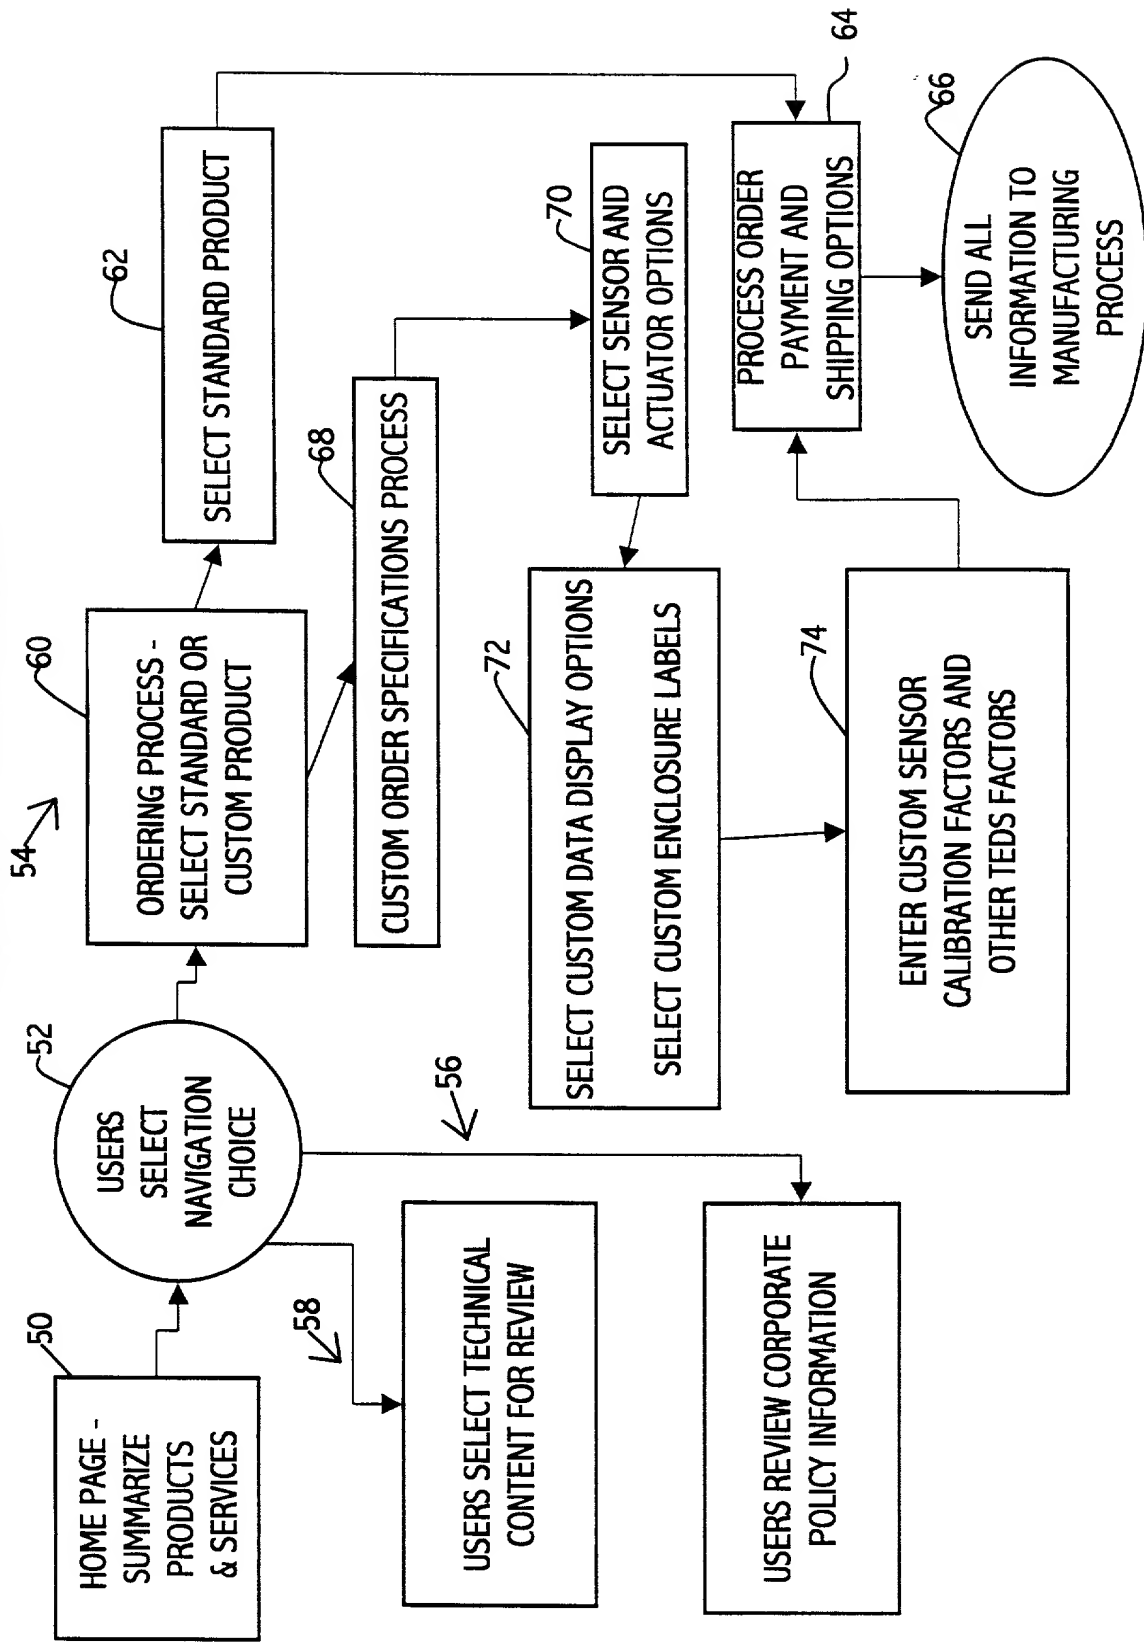 50
HOME PAGE -
SUMMARIZE
PRODUCTS
& SERVICES
52
USERS
SELECT
NAVIGATION
CHOICE
54
60
ORDERING PROCESS -
SELECT STANDARD OR
CUSTOM PRODUCT
62
SELECT STANDARD PRODUCT
68
CUSTOM ORDER SPECIFICATIONS PROCESS
70
SELECT SENSOR AND
ACTUATOR OPTIONS
72
SELECT CUSTOM DATA DISPLAY OPTIONS
SELECT CUSTOM ENCLOSURE LABELS
74
ENTER CUSTOM SENSOR
CALIBRATION FACTORS AND
OTHER TEDS FACTORS
64
PROCESS ORDER
PAYMENT AND
SHIPPING OPTIONS
66
SEND ALL
INFORMATION TO
MANUFACTURING
PROCESS
58
USERS SELECT TECHNICAL
CONTENT FOR REVIEW
56
USERS REVIEW CORPORATE
POLICY INFORMATION